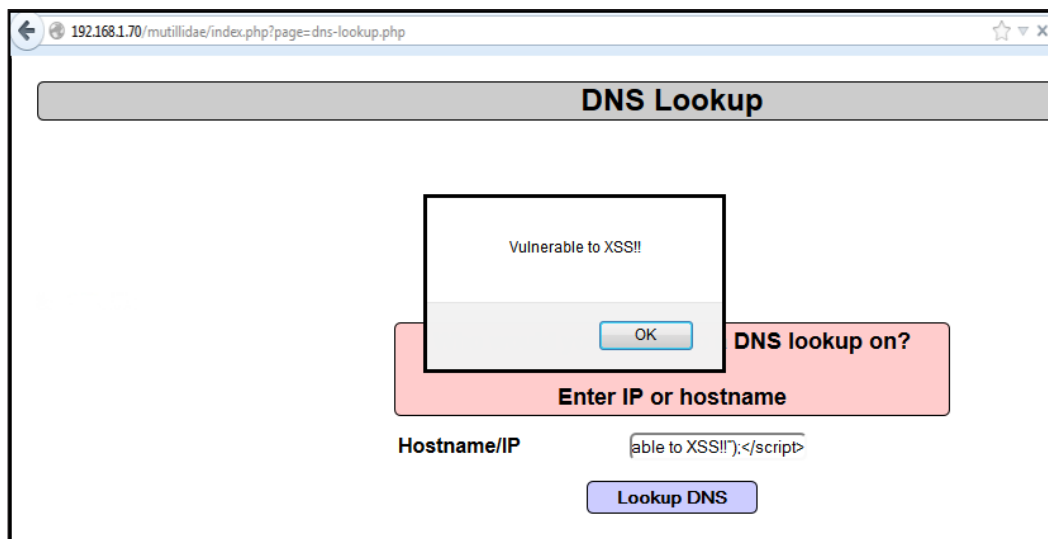 192.168.1.70/mutillidae/index.php?page=dns-lookup.php
DNS Lookup
Vulnerable to XSS!!
OK
DNS lookup on?
Enter IP or hostname
Hostname/IP
able to XSS!!");</script>
Lookup DNS